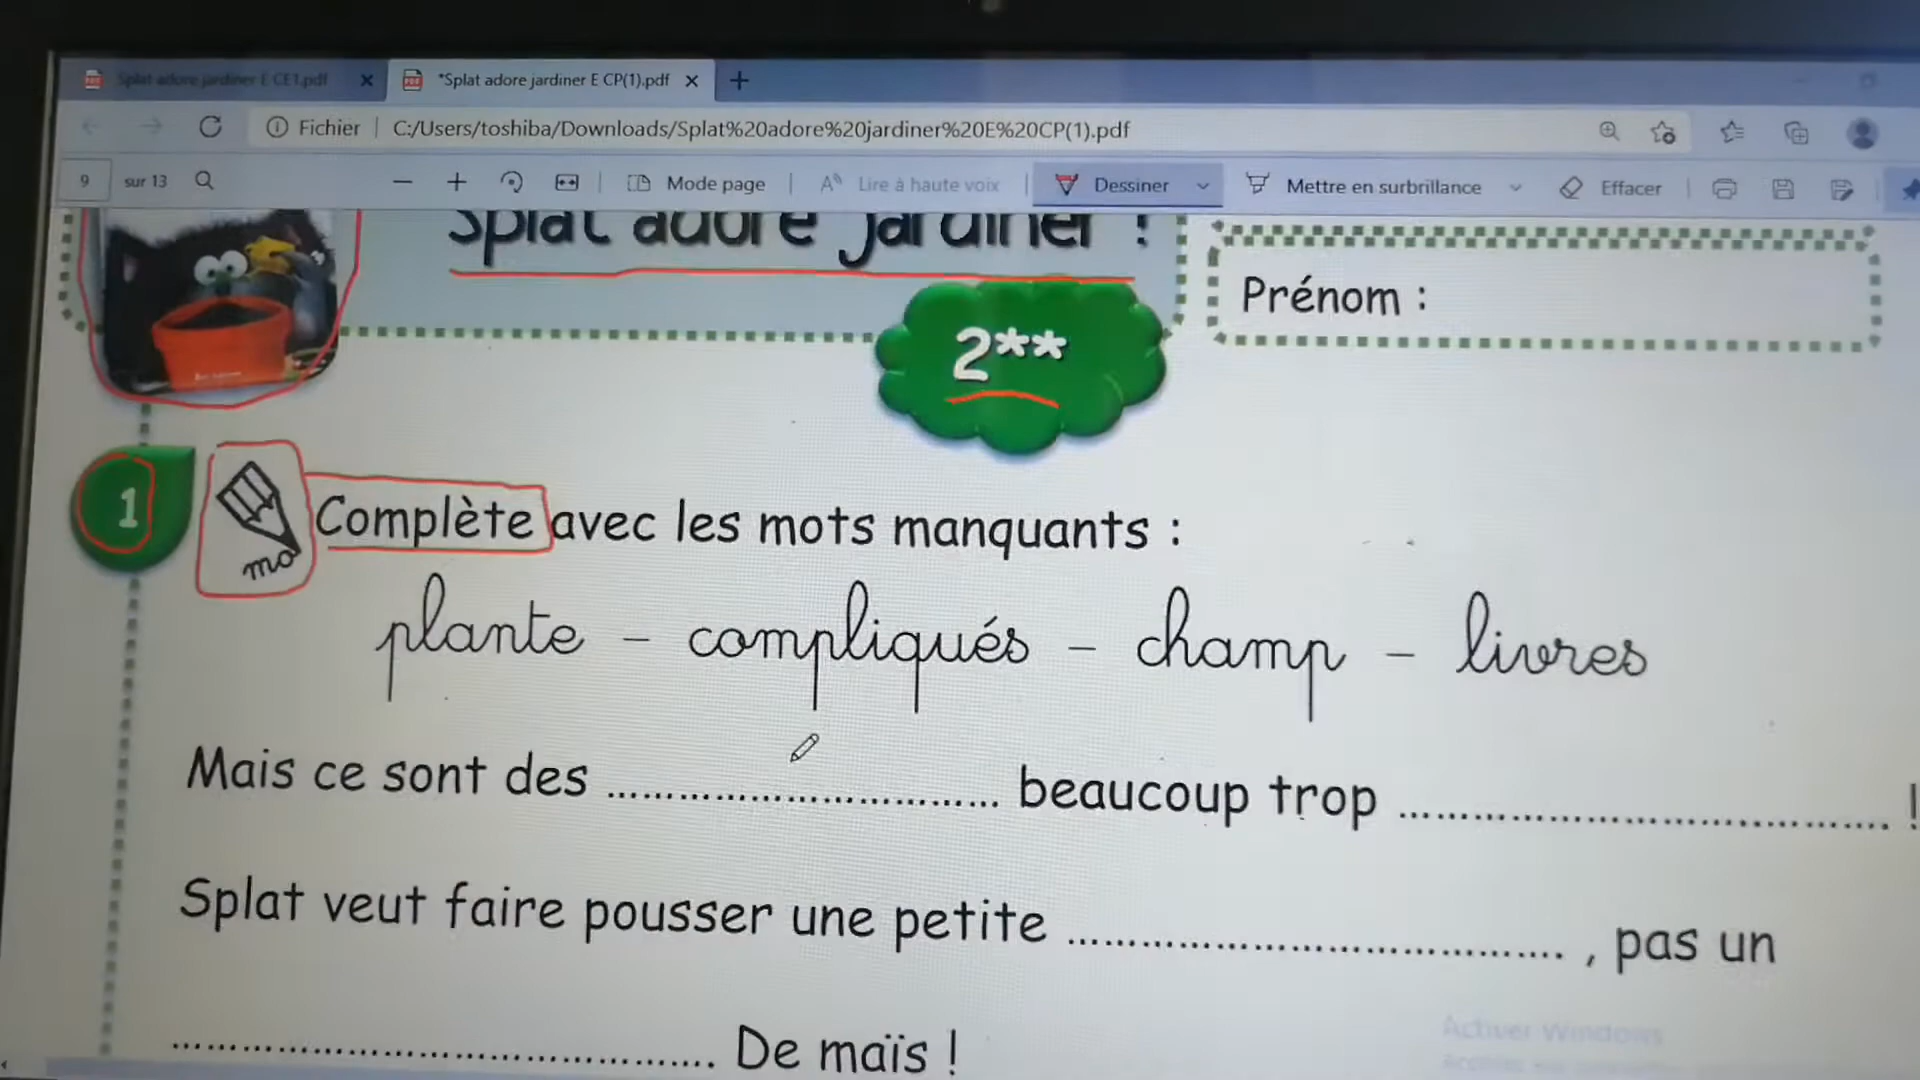 Splat adore jardiner E CE1.pdf
*Splat adore jardiner E CP(1).pdf
Fichier
C:/Users/toshiba/Downloads/Splat%20adore%20jardiner%20E%20CP(1).pdf
9 sur 13
Mode page
Lire à haute voix
Dessiner
Mettre en surbrillance
Effacer
Splat adore jardiner !
Prénom :
2**
1
mo
Complète avec les mots manquants :
plante - compliqués - champ - livres
Mais ce sont des .................................. beaucoup trop .......................................... !
Splat veut faire pousser une petite .......................................... , pas un
.............................................. De maïs !
Activer Windows